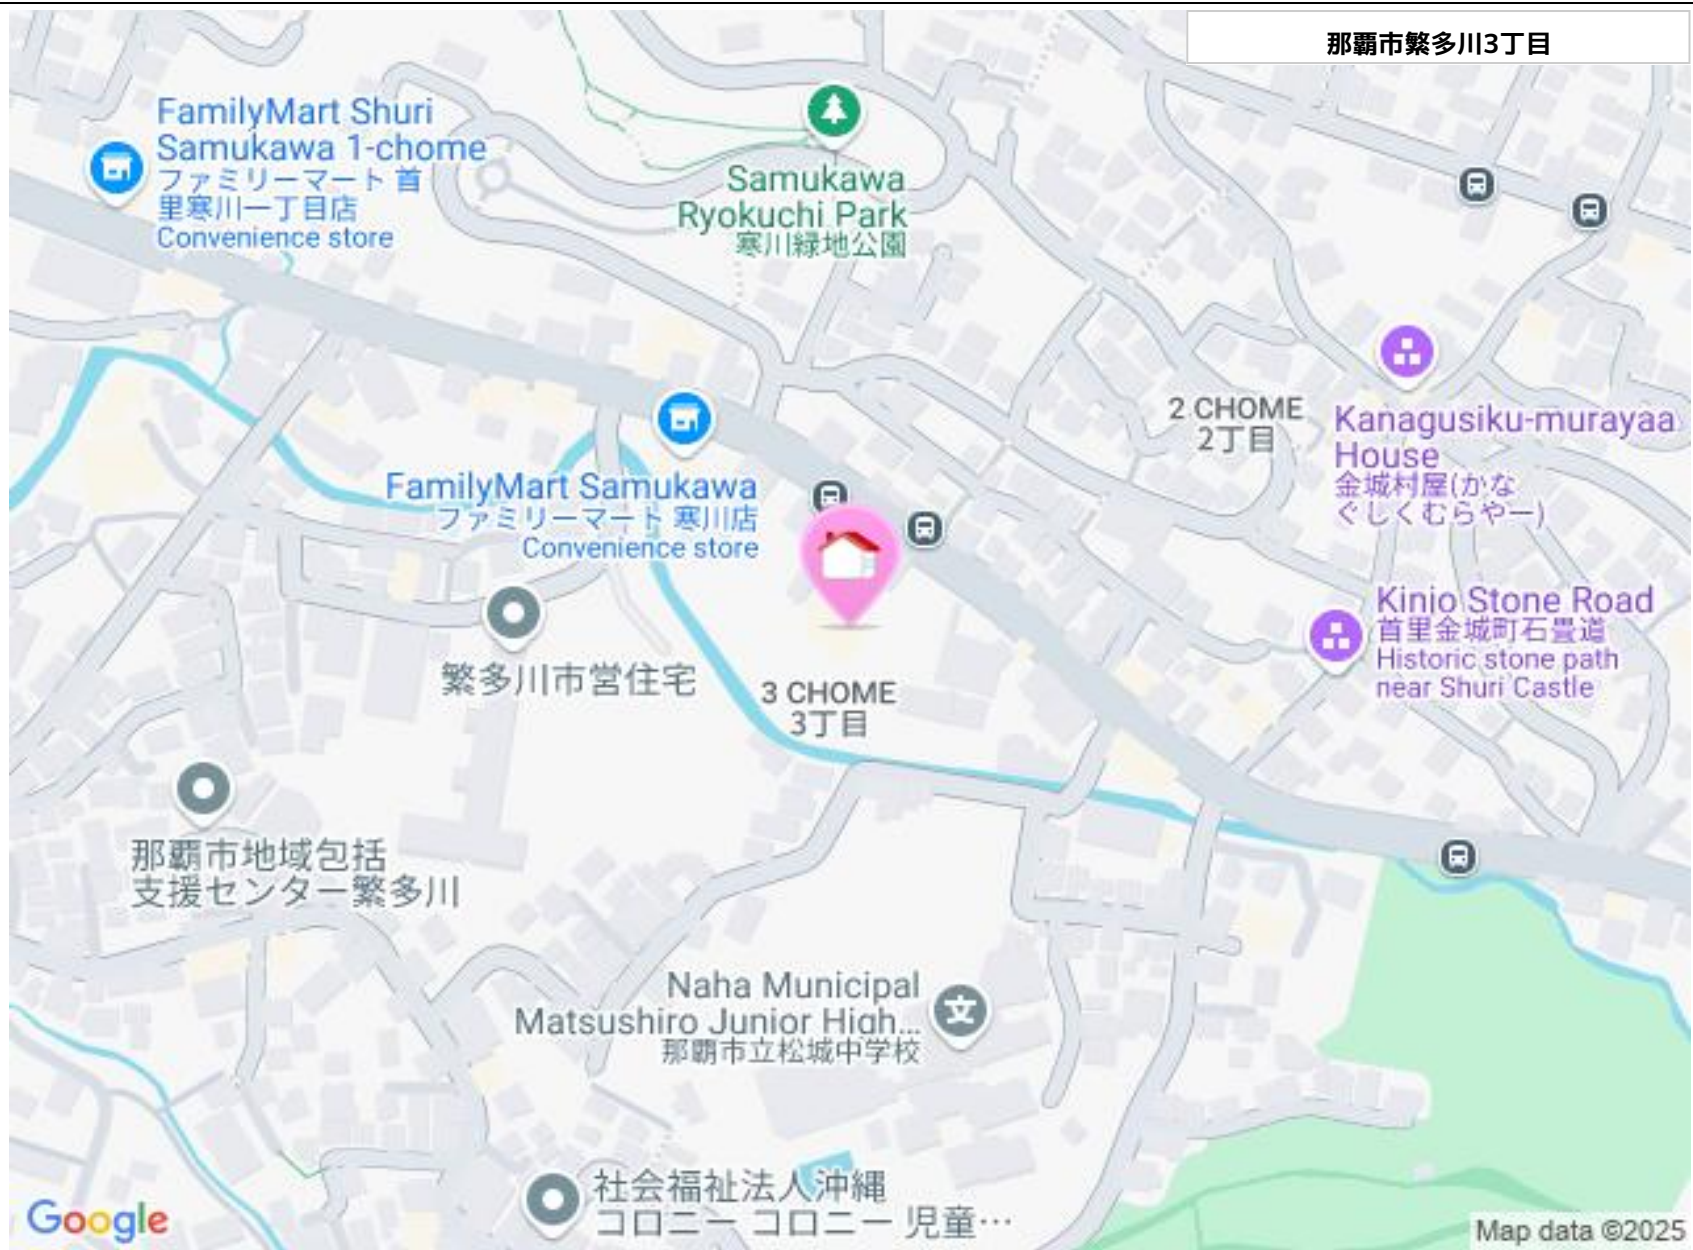 那覇市繁多川3丁目
FamilyMart Shuri
Samukawa 1-chome
ファミリーマート 首
里寒川一丁目店
Convenience store
Samukawa
Ryokuchi Park
寒川緑地公園
2 CHOME
2丁目
Kanagusiku-murayaa
House
金城村屋(かな
ぐしくむらやー)
FamilyMart Samukawa
ファミリーマート 寒川店
Convenience store
Kinjo Stone Road
首里金城町石畳道
Historic stone path
near Shuri Castle
繁多川市営住宅
3 CHOME
3丁目
那覇市地域包括
支援センター繁多川
Naha Municipal
Matsushiro Junior High...
那覇市立松城中学校
文
社会福祉法人沖縄
コロニー コロニー 児童…
Google
Map data ©2025